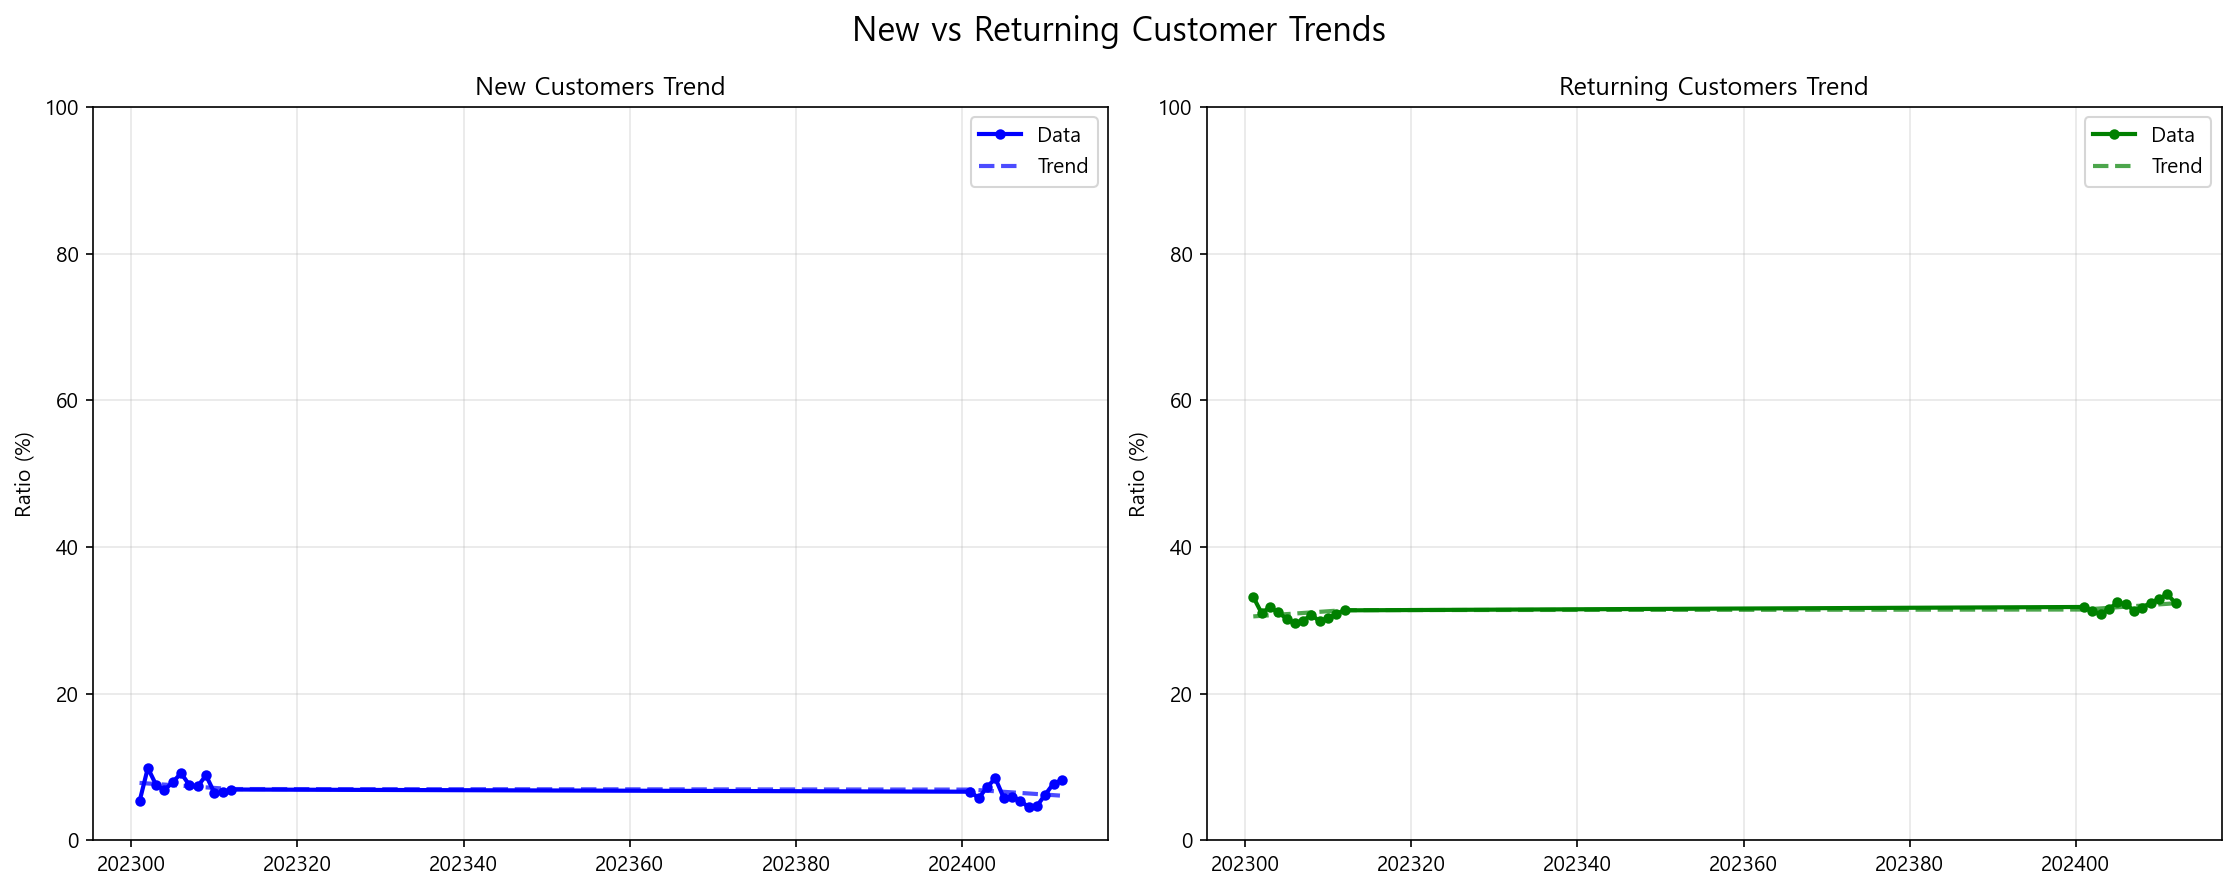 New vs Returning Customer Trends
New Customers Trend
100
80
60
40
20
0
Ratio (%)
202300 202320 202340 202360 202380 202400
Data
Trend
Returning Customers Trend
100
80
60
40
20
0
Ratio (%)
202300 202320 202340 202360 202380 202400
Data
Trend